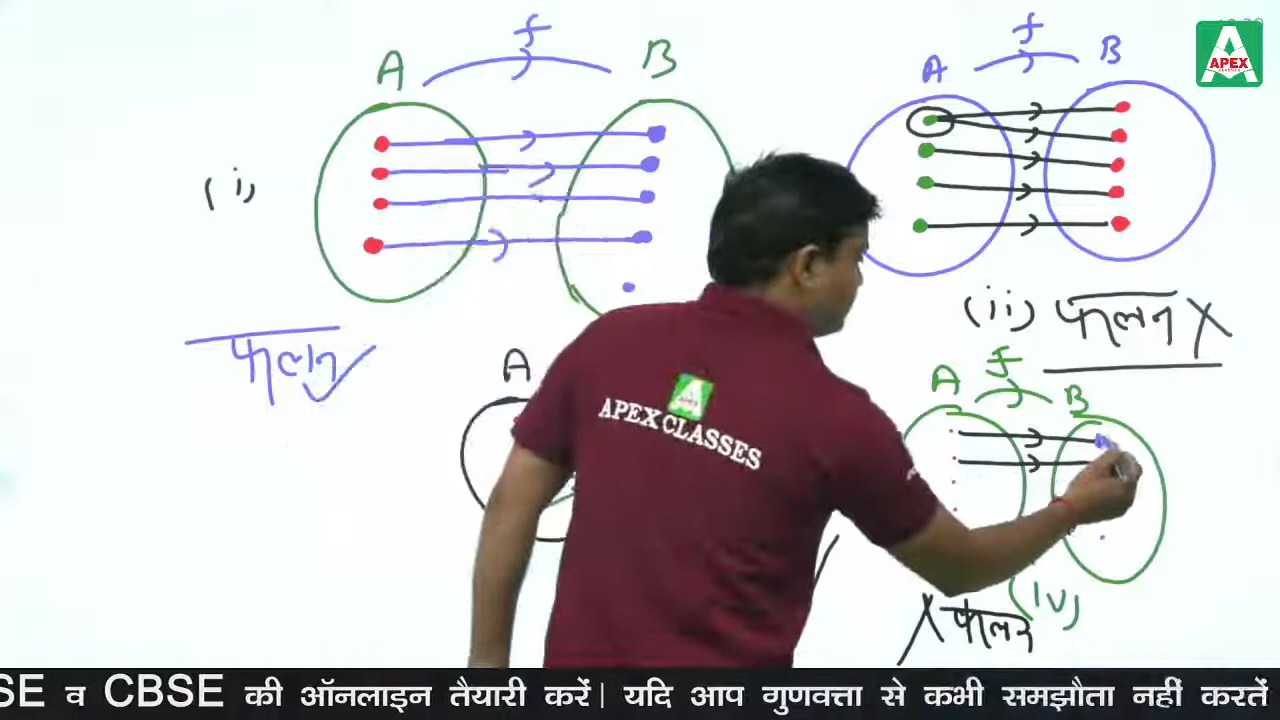 f
A B
(i)
फलन
f
A B
(ii) फलन X
A
f
A B
(iv)
X फलन
APEX CLASSES
APEX
CLASSES
SE व CBSE की ऑनलाइन तैयारी करें| यदि आप गुणवत्ता से कभी समझौता नहीं करतें